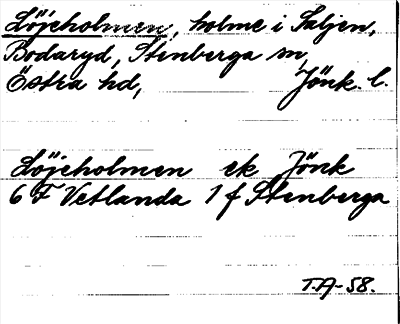 Löjeholmen, holme i Saljen,
Bodaryd, Stenberga sn,
Östra hd, Jönk. l.
Löjeholmen ek Jönk
6 F Vetlanda 1 f Stenberga
T.A-58.